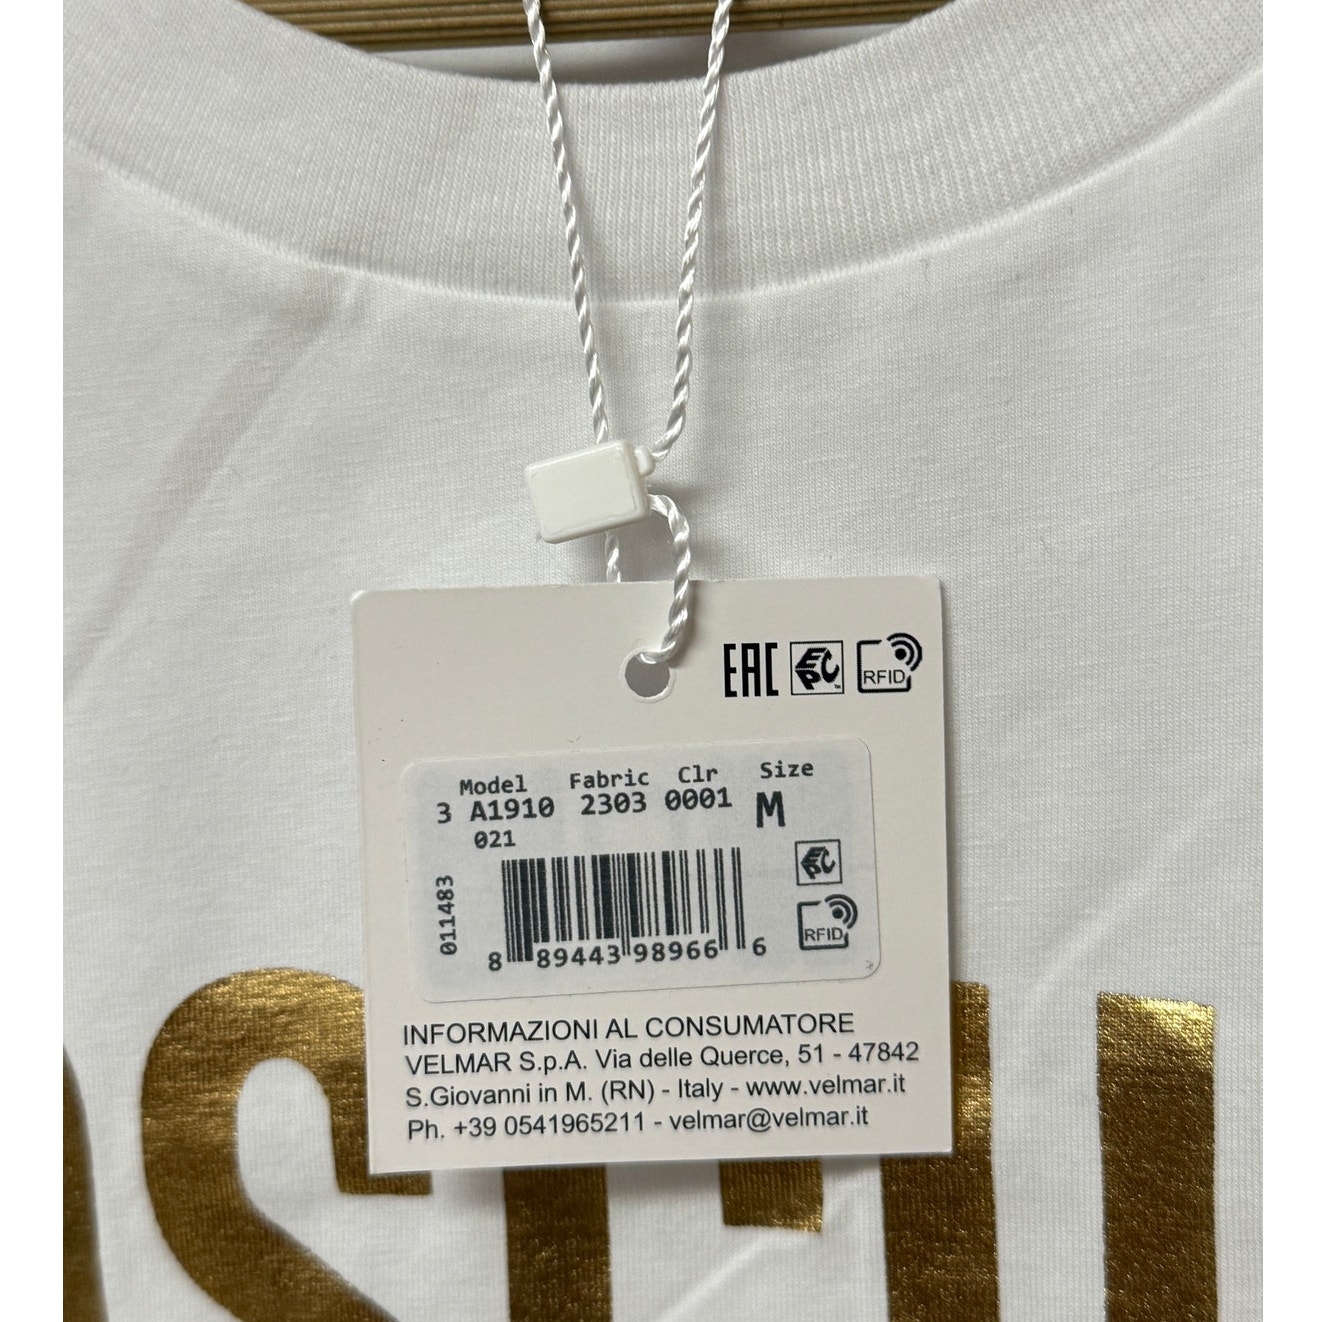 EAC EPC™ RFID
Model Fabric Clr Size
3 A1910 2303 0001 M
021
EPC
011483
RFID
8 89443 98966 6
INFORMAZIONI AL CONSUMATORE
VELMAR S.p.A. Via delle Querce, 51 - 47842
S.Giovanni in M. (RN) - Italy - www.velmar.it
Ph. +39 0541965211 - velmar@velmar.it